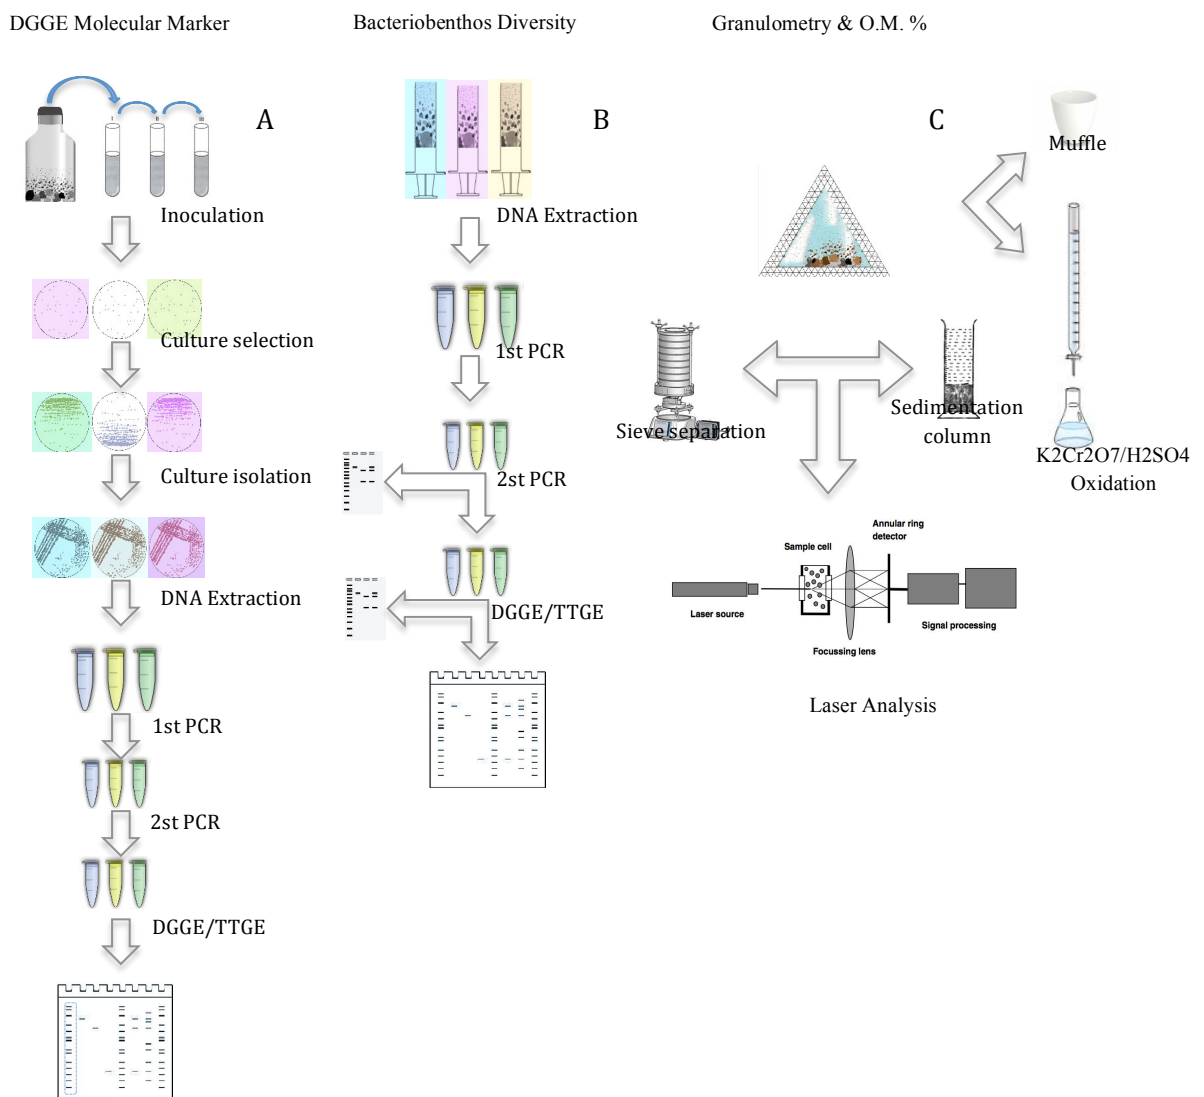 DGGE Molecular Marker
Bacteriobenthos Diversity
Granulometry & O.M. %
A
I
II
III
Inoculation
Culture selection
Culture isolation
DNA Extraction
1st PCR
2st PCR
DGGE/TTGE
B
DNA Extraction
1st PCR
2st PCR
DGGE/TTGE
C
Muffle
Sieve separation
Sedimentation
column
K2Cr2O7/H2SO4
Oxidation
Annular ring
detector
Sample cell
Laser source
Signal processing
Focussing lens
Laser Analysis